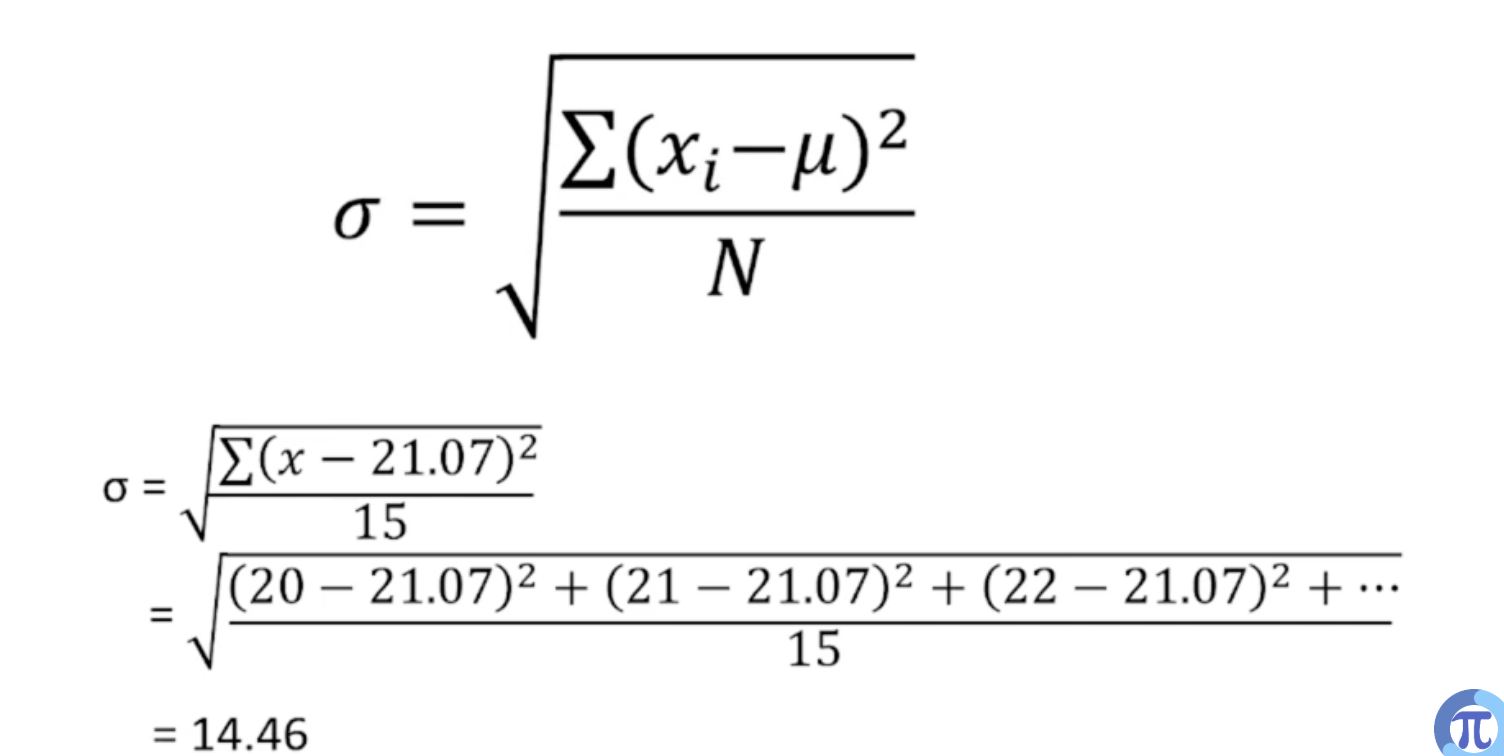 σ = √(∑(xᵢ−μ)²/N)
σ = √(∑(x − 21.07)²/15)
= √((20 − 21.07)² + (21 − 21.07)² + (22 − 21.07)² + ⋯/15)
= 14.46
π